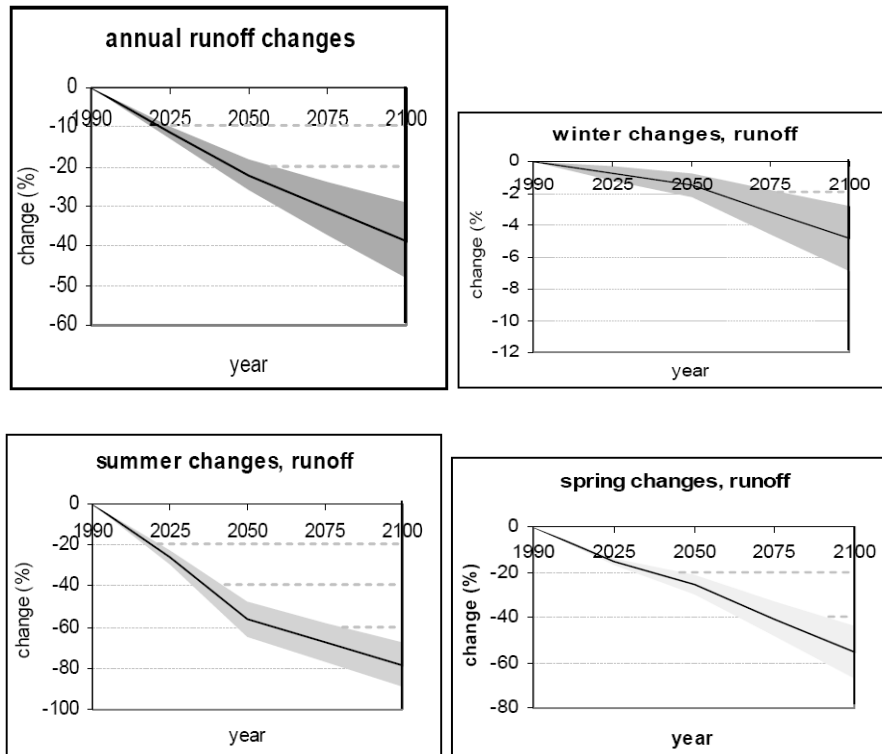 annual runoff changes
0
-10
-20
-30
-40
-50
-60
1990 2025 2050 2075 2100
change (%)
year
winter changes, runoff
0
-2
-4
-6
-8
-10
-12
1990 2025 2050 2075 2100
change (%
year
summer changes, runoff
0
-20
-40
-60
-80
-100
1990 2025 2050 2075 2100
change (%)
year
spring changes, runoff
0
-20
-40
-60
-80
1990 2025 2050 2075 2100
change (%)
year